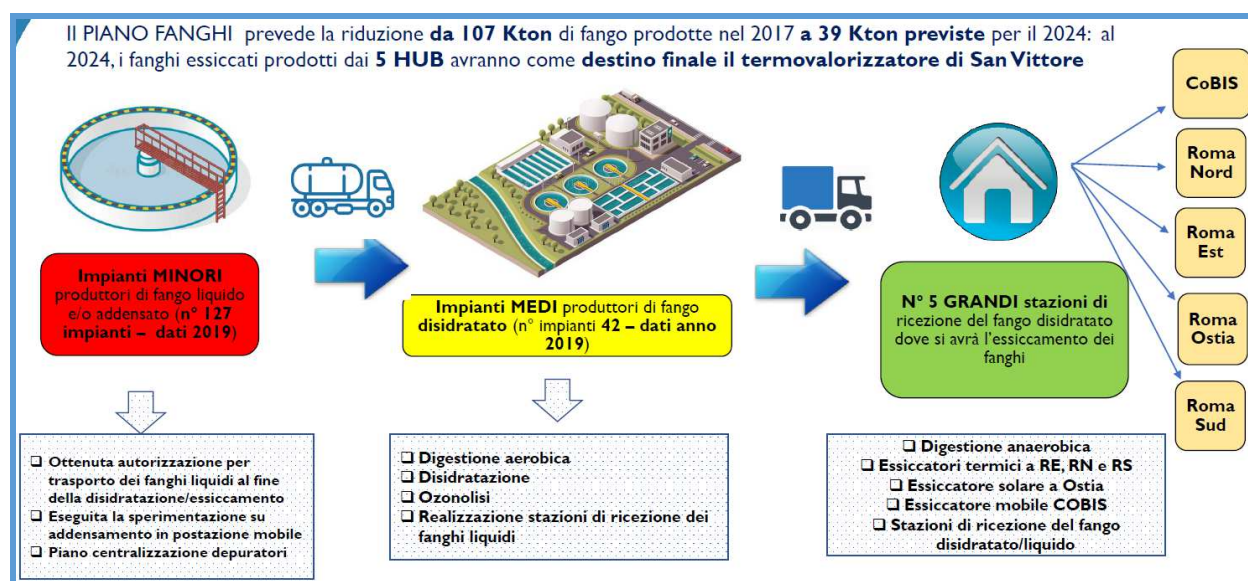 Il PIANO FANGHI prevede la riduzione da 107 Kton di fango prodotte nel 2017 a 39 Kton previste per il 2024: al
2024, i fanghi essiccati prodotti dai 5 HUB avranno come destino finale il termovalorizzatore di San Vittore
Impianti MINORI
produttori di fango liquido
e/o addensato (n° 127
impianti – dati 2019)
Impianti MEDI produttori di fango
disidratato (n° impianti 42 – dati anno
2019)
N° 5 GRANDI stazioni di
ricezione del fango disidratato
dove si avrà l'essiccamento dei
fanghi
CoBIS
Roma
Nord
Roma
Est
Roma
Ostia
Roma
Sud
❑ Ottenuta autorizzazione per
trasporto dei fanghi liquidi al fine
della disidratazione/essiccamento
❑ Eseguita la sperimentazione su
addensamento in postazione mobile
❑ Piano centralizzazione depuratori
❑ Digestione aerobica
❑ Disidratazione
❑ Ozonolisi
❑ Realizzazione stazioni di ricezione dei
fanghi liquidi
❑ Digestione anaerobica
❑ Essiccatori termici a RE, RN e RS
❑ Essiccatore solare a Ostia
❑ Essiccatore mobile COBIS
❑ Stazioni di ricezione del fango
disidratato/liquido